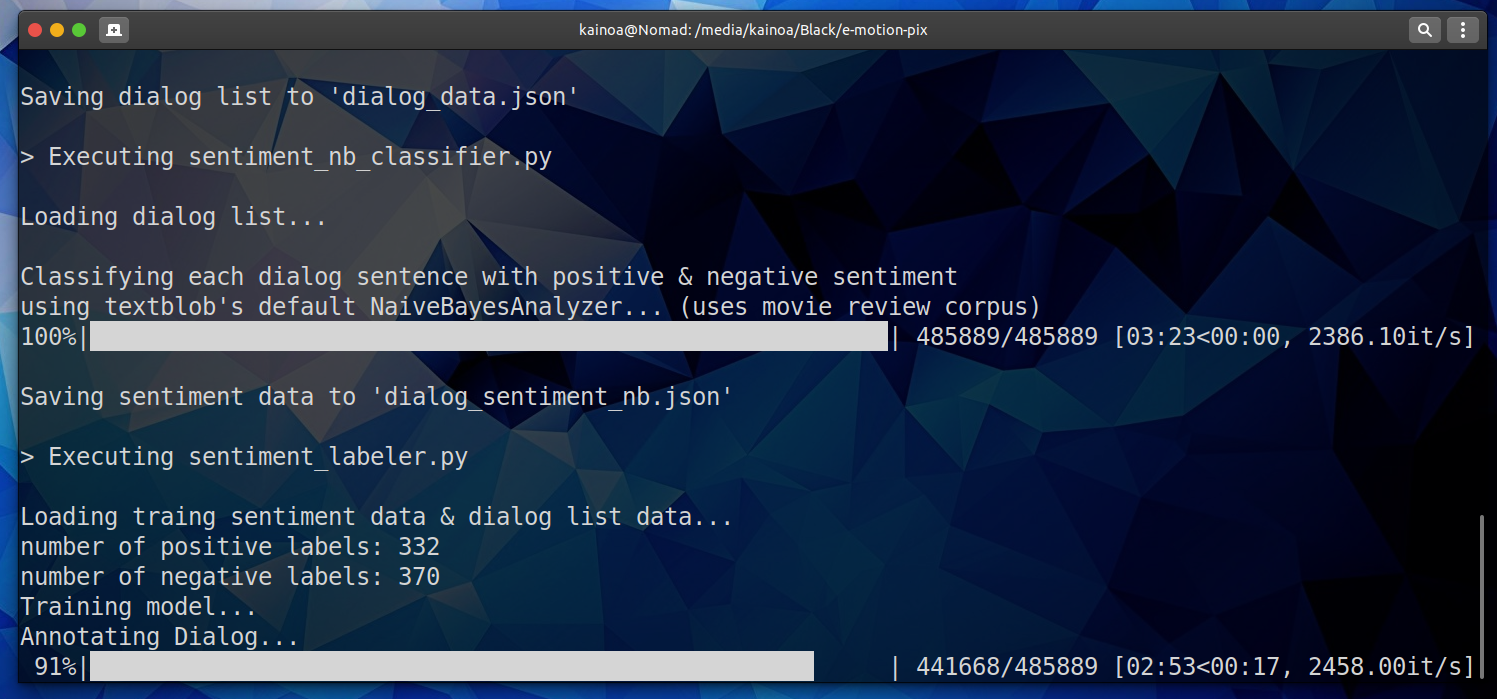 kainoa@Nomad: /media/kainoa/Black/e-motion-pix
Saving dialog list to 'dialog_data.json'
> Executing sentiment_nb_classifier.py
Loading dialog list...
Classifying each dialog sentence with positive & negative sentiment
using textblob's default NaiveBayesAnalyzer... (uses movie review corpus)
100%| | 485889/485889 [03:23<00:00, 2386.10it/s]
Saving sentiment data to 'dialog_sentiment_nb.json'
> Executing sentiment_labeler.py
Loading traing sentiment data & dialog list data...
number of positive labels: 332
number of negative labels: 370
Training model...
Annotating Dialog...
91%| | 441668/485889 [02:53<00:17, 2458.00it/s]